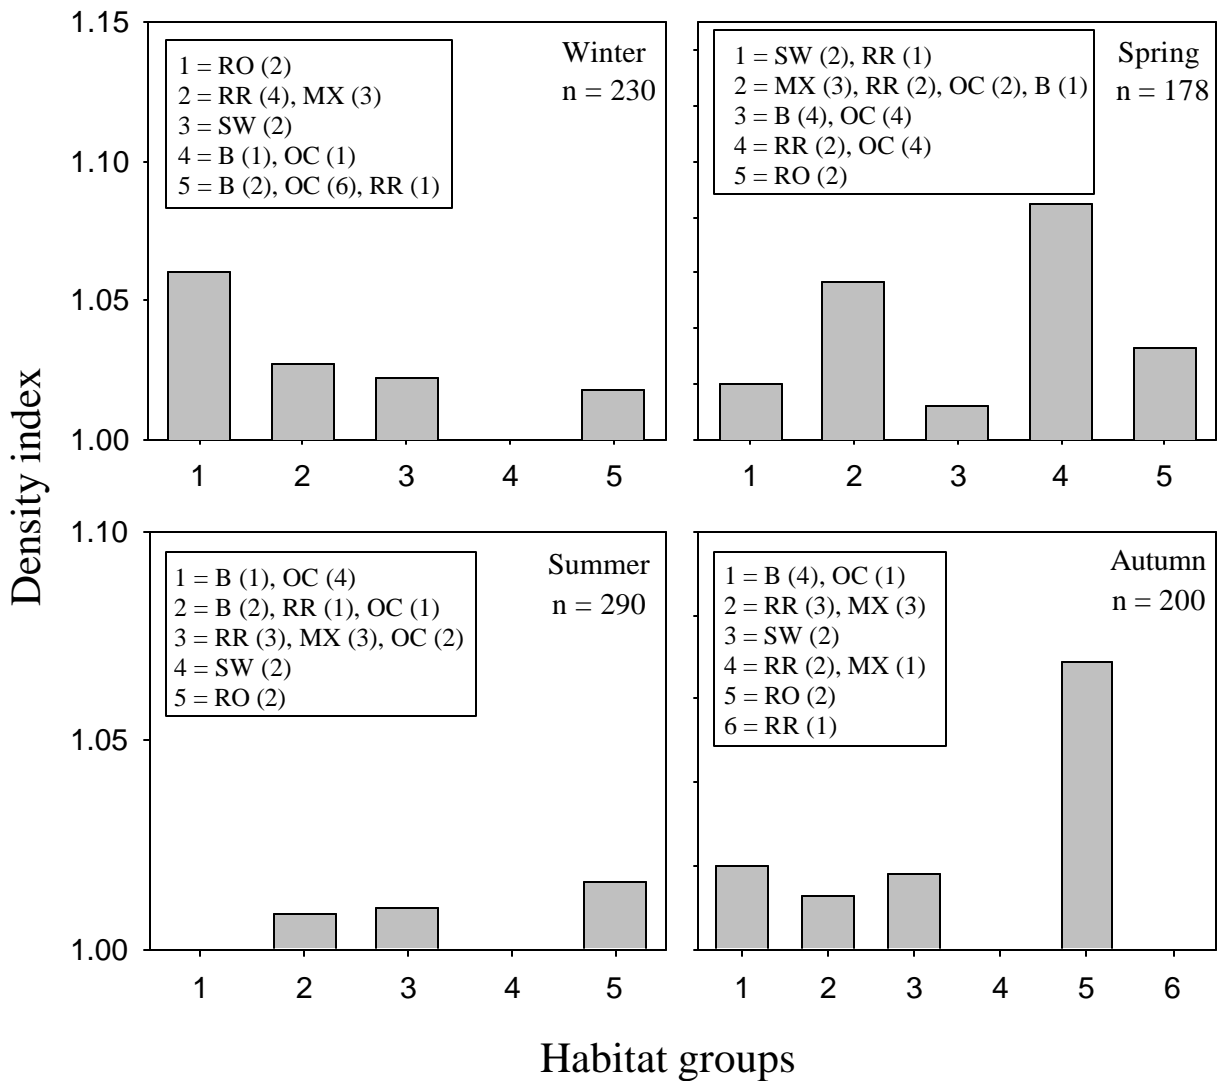 Density index
1.15
1.10
1.05
1.00
Winter
n = 230
1 = RO (2)
2 = RR (4), MX (3)
3 = SW (2)
4 = B (1), OC (1)
5 = B (2), OC (6), RR (1)
1 2 3 4 5
Spring
n = 178
1 = SW (2), RR (1)
2 = MX (3), RR (2), OC (2), B (1)
3 = B (4), OC (4)
4 = RR (2), OC (4)
5 = RO (2)
1 2 3 4 5
1.10
1.05
1.00
Summer
n = 290
1 = B (1), OC (4)
2 = B (2), RR (1), OC (1)
3 = RR (3), MX (3), OC (2)
4 = SW (2)
5 = RO (2)
1 2 3 4 5
Autumn
n = 200
1 = B (4), OC (1)
2 = RR (3), MX (3)
3 = SW (2)
4 = RR (2), MX (1)
5 = RO (2)
6 = RR (1)
1 2 3 4 5 6
Habitat groups